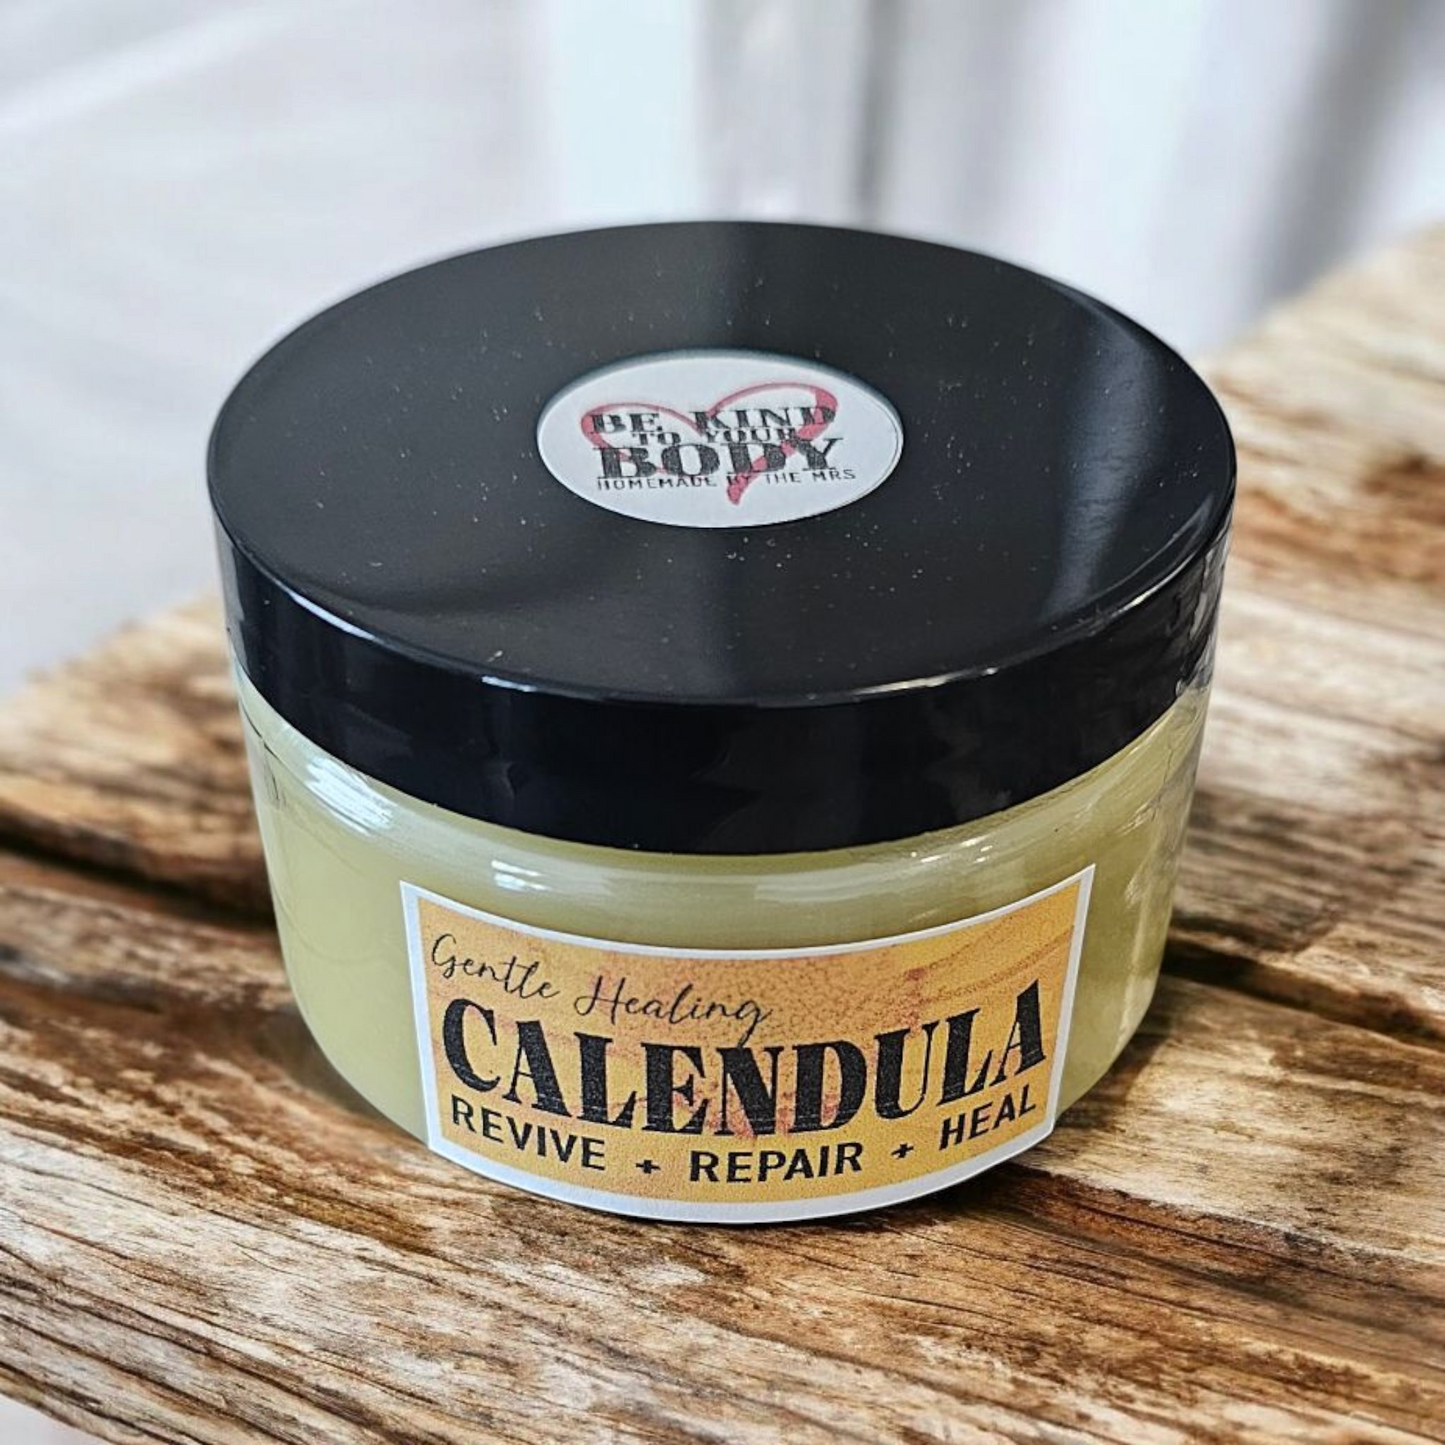 BE KIND
TO YOUR
BODY
HOMEMADE BY THE MRS
Gentle Healing
CALENDULA
REVIVE + REPAIR + HEAL